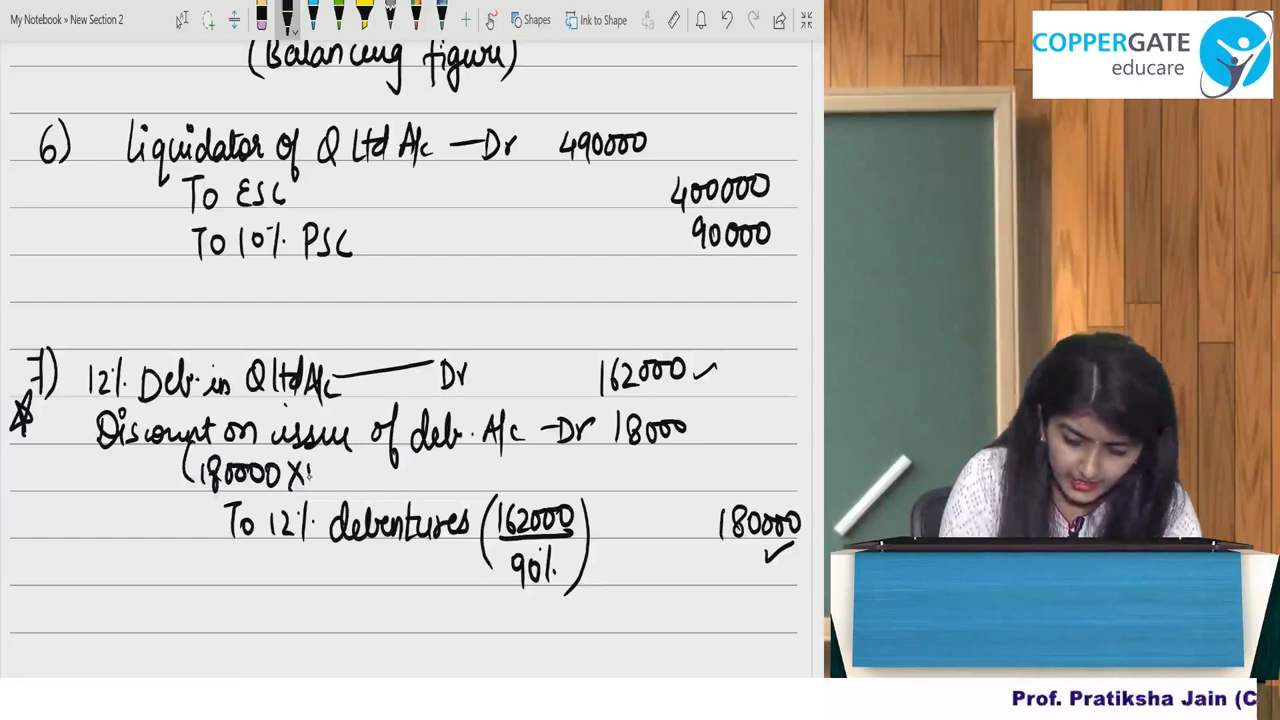 My Notebook » New Section 2
Shapes
Ink to Shape
COPPERGATE
educare
(Balancing figure)
6) Liquidator of Q Ltd A/c — Dr 490000
To ESC 400000
To 10% PSC 90000
7) 12% Deb. in Q Ltd A/c — Dr 162000 ✓
Discount on issue of deb. A/c — Dr 18000
(180000 X
To 12% debentures (162000 / 90%) 180000 ✓
Prof. Pratiksha Jain (C